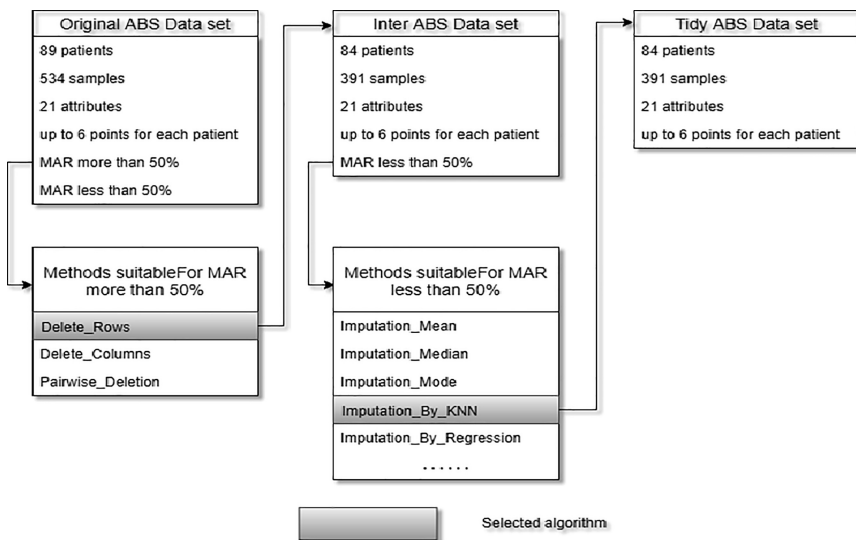 Original ABS Data set
89 patients
534 samples
21 attributes
up to 6 points for each patient
MAR more than 50%
MAR less than 50%
Methods suitableFor MAR
more than 50%
Delete_Rows
Delete_Columns
Pairwise_Deletion
Inter ABS Data set
84 patients
391 samples
21 attributes
up to 6 points for each patient
MAR less than 50%
Methods suitableFor MAR
less than 50%
Imputation_Mean
Imputation_Median
Imputation_Mode
Imputation_By_KNN
Imputation_By_Regression
......
Tidy ABS Data set
84 patients
391 samples
21 attributes
up to 6 points for each patient
Selected algorithm